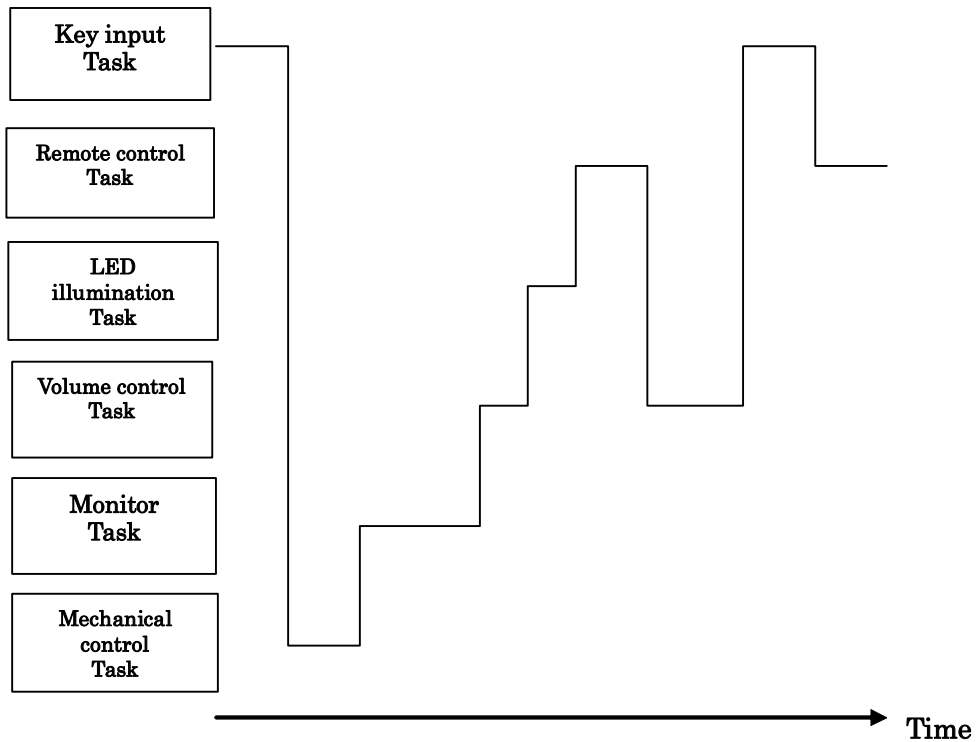 Key input
Task
Remote control
Task
LED
illumination
Task
Volume control
Task
Monitor
Task
Mechanical
control
Task
Time